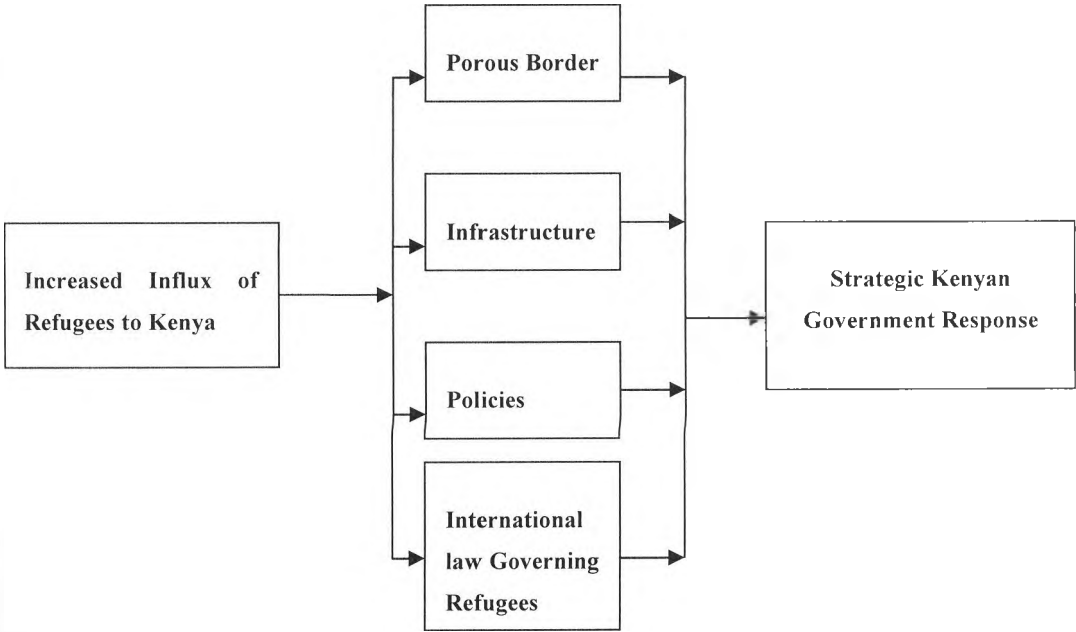 Porous Border
Infrastructure
Increased Influx of
Refugees to Kenya
Strategic Kenyan
Government Response
Policies
International
law Governing
Refugees